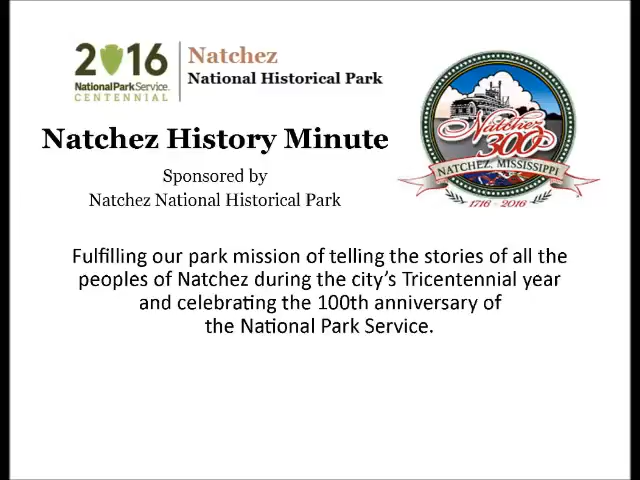 2016
National Park Service
CENTENNIAL
Natchez
National Historical Park
Natchez History Minute
Sponsored by
Natchez National Historical Park
Natchez
300
NATCHEZ, MISSISSIPPI
1716 - 2016
Fulfilling our park mission of telling the stories of all the
peoples of Natchez during the city's Tricentennial year
and celebrating the 100th anniversary of
the National Park Service.